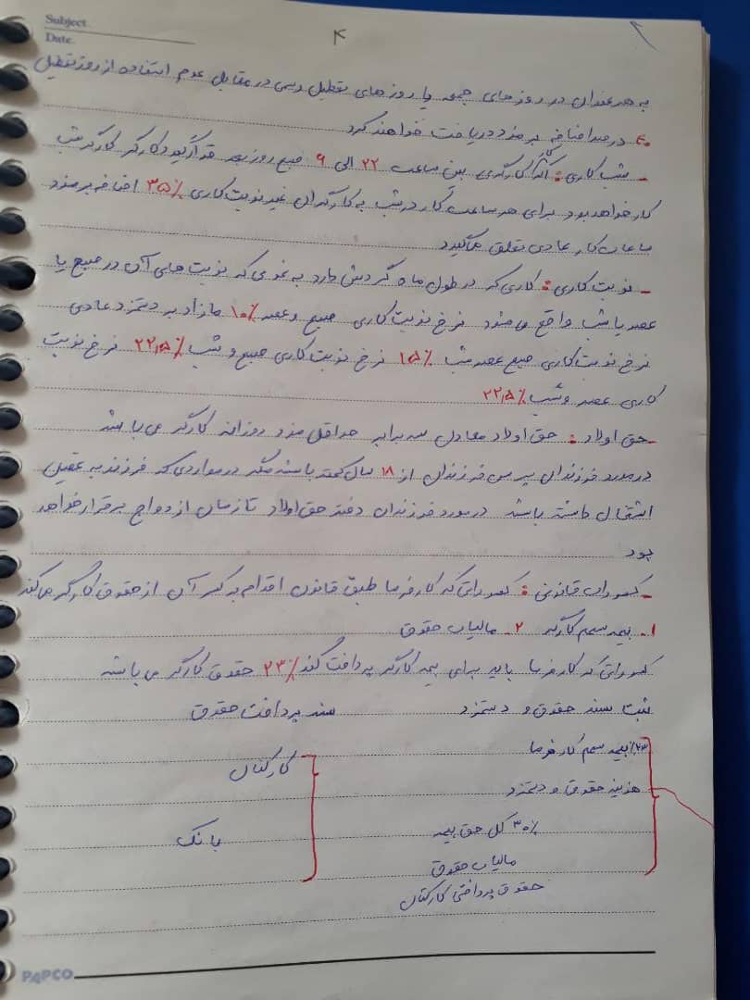 Subject
Date
۴
به هر عنوان در روزهای جمعه یا روزهای تعطیل رسمی در مقابل عدم استفاده از روز تعطیل
۴۰ درصد اضافه بر مزد دریافت خواهند کرد
- شب کاری: اگر کار کارگری بین ساعت ۲۲ الی ۶ صبح روز بعد قرار گیرد کارگر کارگر شب
کار خواهد بود برای هر ساعت کار در شب به کارگران غیر نوبت کاری ۳۵٪ اضافه بر مزد
ساعات کار عادی تعلق میگیرد
- نوبت کاری: کاری که در طول ماه گردش دارد به نحوی که نوبت های آن در صبح یا
عصر یا شب واقع می شود نرخ نوبت کاری صبح و عصر ۱۰٪ مازاد بر دستمزد عادی
نرخ نوبت کاری صبح عصر شب ۱۵٪ نرخ نوبت کاری صبح و شب ۲۲٫۵٪ نرخ نوبت
کاری عصر و شب ۲۲٫۵٪
- حق اولاد: حق اولاد معادل سه برابر حداقل مزد روزانه کارگر می باشد
در مورد فرزندان پسر سن فرزندان از ۱۸ سال کمتر باشد مگر در مواردی که فرزند به تحصیل
اشتغال داشته باشد در مورد فرزندان دختر حق اولاد تا زمان ازدواج برقرار خواهد
بود
- کسورات قانونی: کسوراتی که کارفرما طبق قانون اقدام به کسر آن از حقوق کارگر میکند
۱. بیمه سهم کارگر ۲. مالیات حقوق
کسوراتی که کارفرما باید برای بیمه کارگر پرداخت کند ۲۳٪ حقوق کارگر می باشد
ثبت سند حقوق و دستمزد سند پرداخت حقوق
۲۳٪ بیمه سهم کارفرما
کارکنان
هزینه حقوق و دستمزد
۳۰٪ کل حق بیمه
بانک
مالیات حقوق
حقوق پرداختی کارکنان
PAPCO